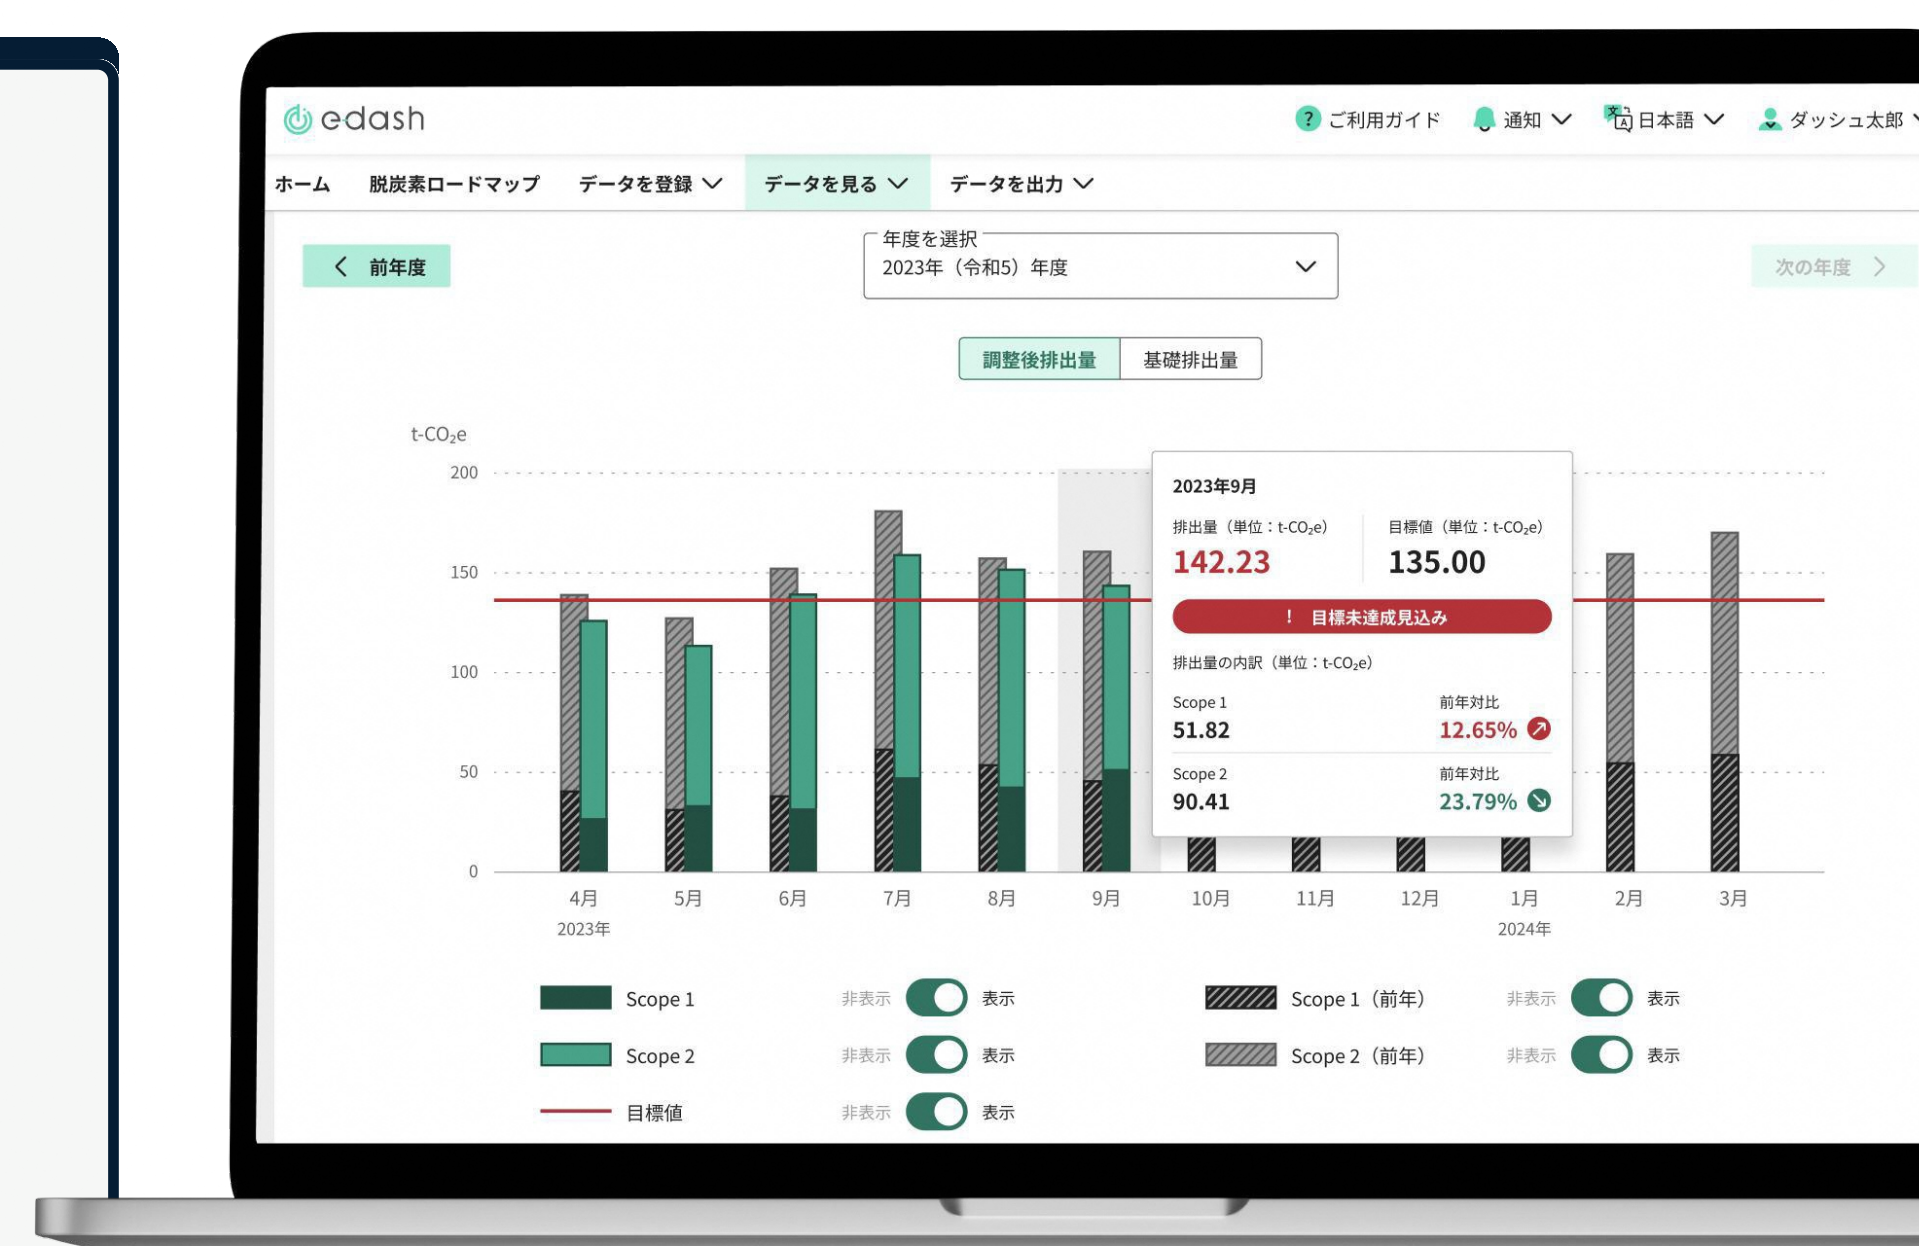 edash
? ご利用ガイド 通知 日本語 ダッシュ太郎
ホーム 脱炭素ロードマップ データを登録 データを見る データを出力
前年度
年度を選択
2023年（令和5）年度
次の年度
調整後排出量 基礎排出量
t-CO₂e
200
150
100
50
0
2023年9月
排出量（単位：t-CO₂e） 目標値（単位：t-CO₂e）
142.23 135.00
! 目標未達成見込み
排出量の内訳（単位：t-CO₂e）
Scope 1 前年対比
51.82 12.65%
Scope 2 前年対比
90.41 23.79%
4月 5月 6月 7月 8月 9月 10月 11月 12月 1月 2月 3月
2023年 2024年
Scope 1 非表示 表示 Scope 1（前年） 非表示 表示
Scope 2 非表示 表示 Scope 2（前年） 非表示 表示
目標値 非表示 表示